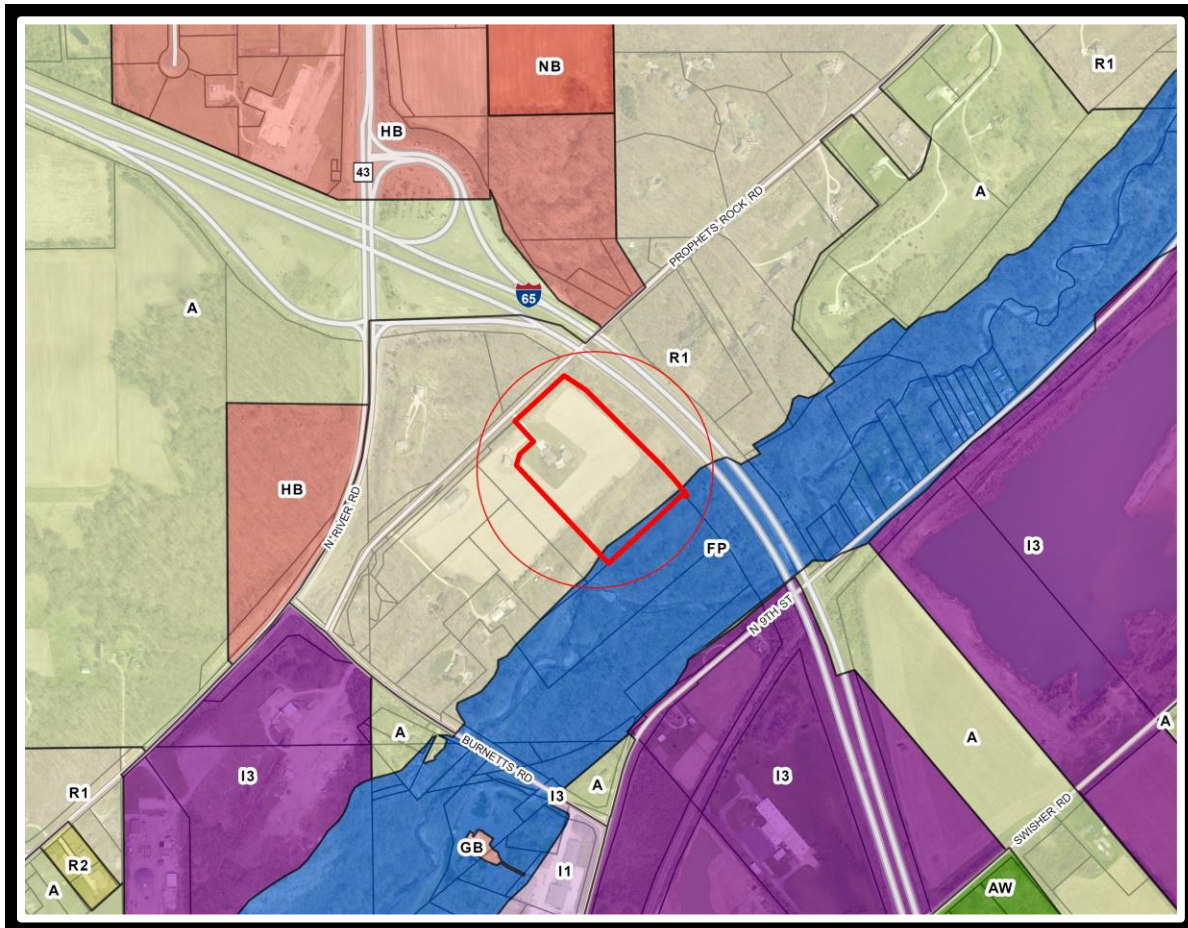 NB
R1
HB
43
PROPHETS ROCK RD
A
65
A
R1
HB
N RIVER RD
FP
I3
N 9TH ST
A
A
A
BURNETTS RD
I3
A
I3
I3
R1
SWISHER RD
GB
I1
R2
A
AW